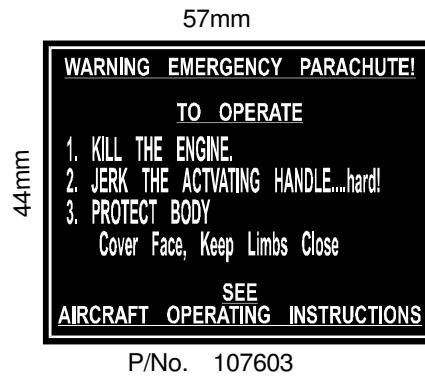 57mm
44mm
WARNING EMERGENCY PARACHUTE!
TO OPERATE
1. KILL THE ENGINE.
2. JERK THE ACTVATING HANDLE....hard!
3. PROTECT BODY
Cover Face, Keep Limbs Close
SEE
AIRCRAFT OPERATING INSTRUCTIONS
P/No. 107603